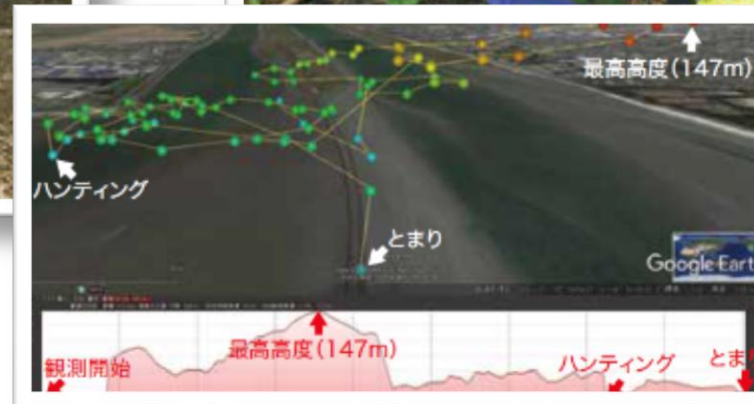 最高高度(147m)
ハンティング
とまり
Google Eart
最高高度(147m)
観測開始
ハンティング
とま